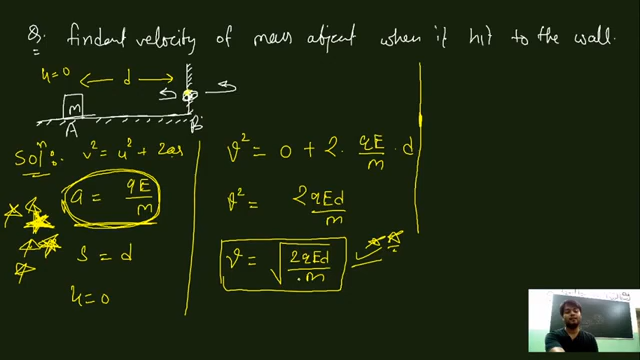 Q. findout velocity of mass object when it hit to the wall.
u=0
d
m
A
B
Solⁿ: v² = u² + 2as
a = qE/m
s = d
u = 0
v² = 0 + 2 · qE/m · d
v² = 2qEd/m
v = √(2qEd/m)